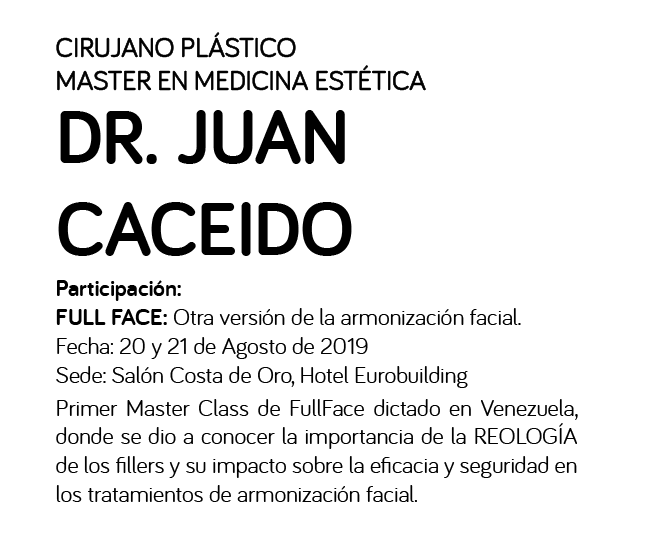 CIRUJANO PLÁSTICO
MASTER EN MEDICINA ESTÉTICA
DR. JUAN
CACEIDO
Participación:
FULL FACE: Otra versión de la armonización facial.
Fecha: 20 y 21 de Agosto de 2019
Sede: Salón Costa de Oro, Hotel Eurobuilding
Primer Master Class de FullFace dictado en Venezuela,
donde se dio a conocer la importancia de la REOLOGÍA
de los fillers y su impacto sobre la eficacia y seguridad en
los tratamientos de armonización facial.